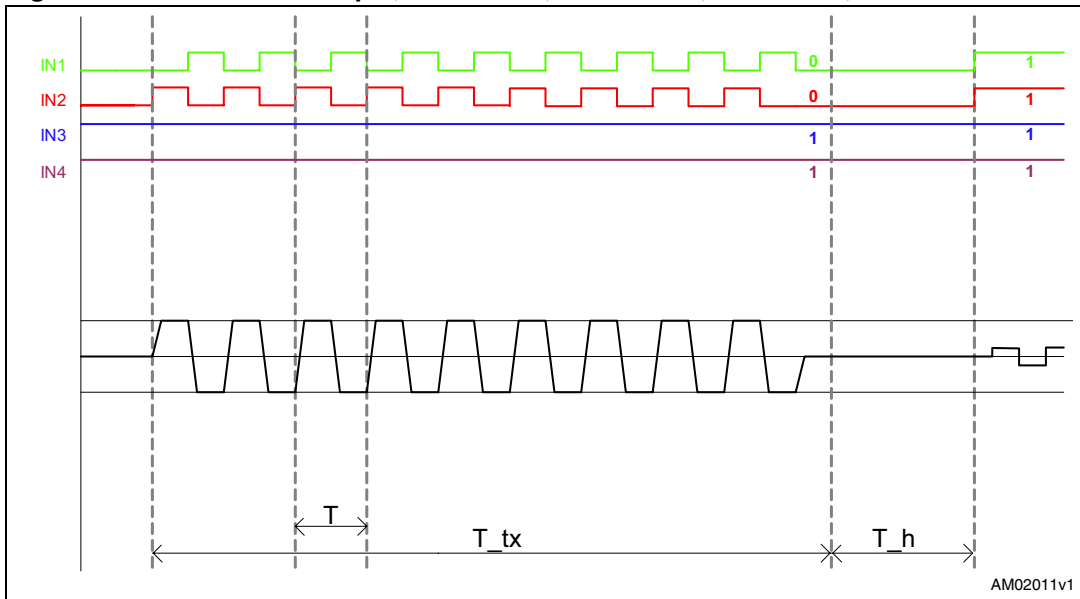 IN1 0 1
IN2 0 1
IN3 1 1
IN4 1 1
T
T_tx T_h
AM02011v1